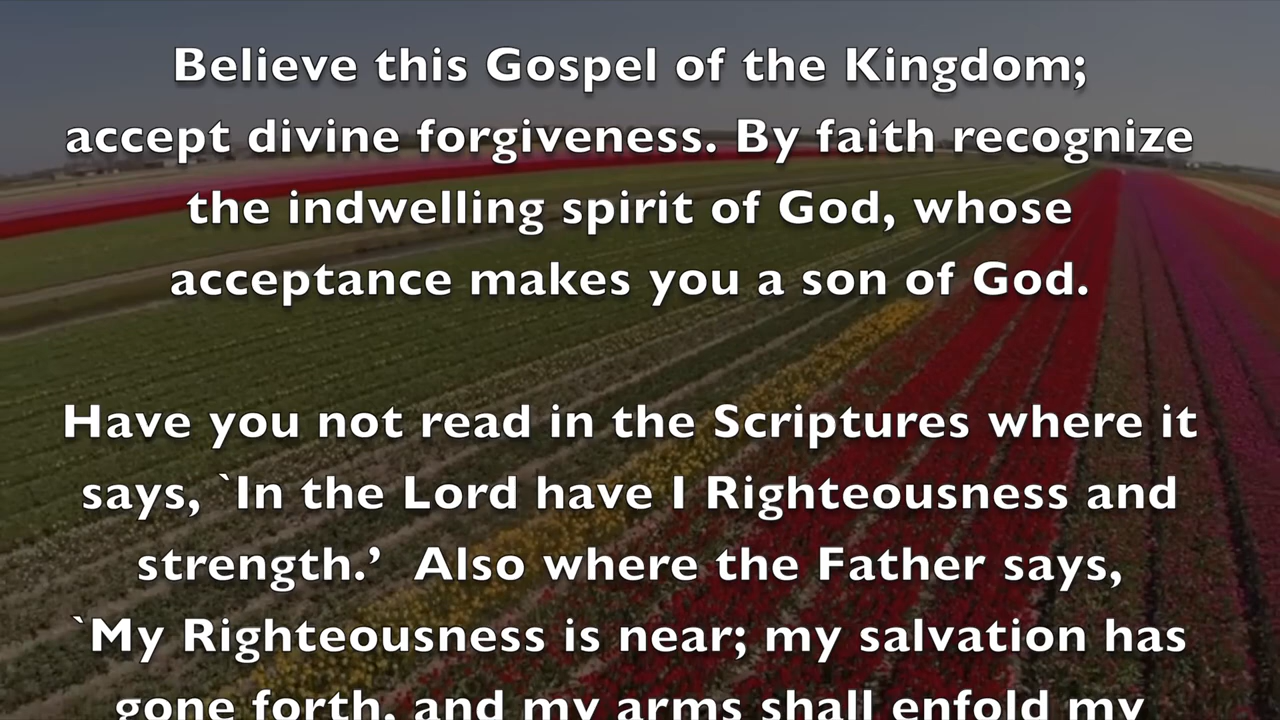 Believe this Gospel of the Kingdom;
accept divine forgiveness. By faith recognize
the indwelling spirit of God, whose
acceptance makes you a son of God.
Have you not read in the Scriptures where it
says, `In the Lord have I Righteousness and
strength.’ Also where the Father says,
`My Righteousness is near; my salvation has
gone forth, and my arms shall enfold my